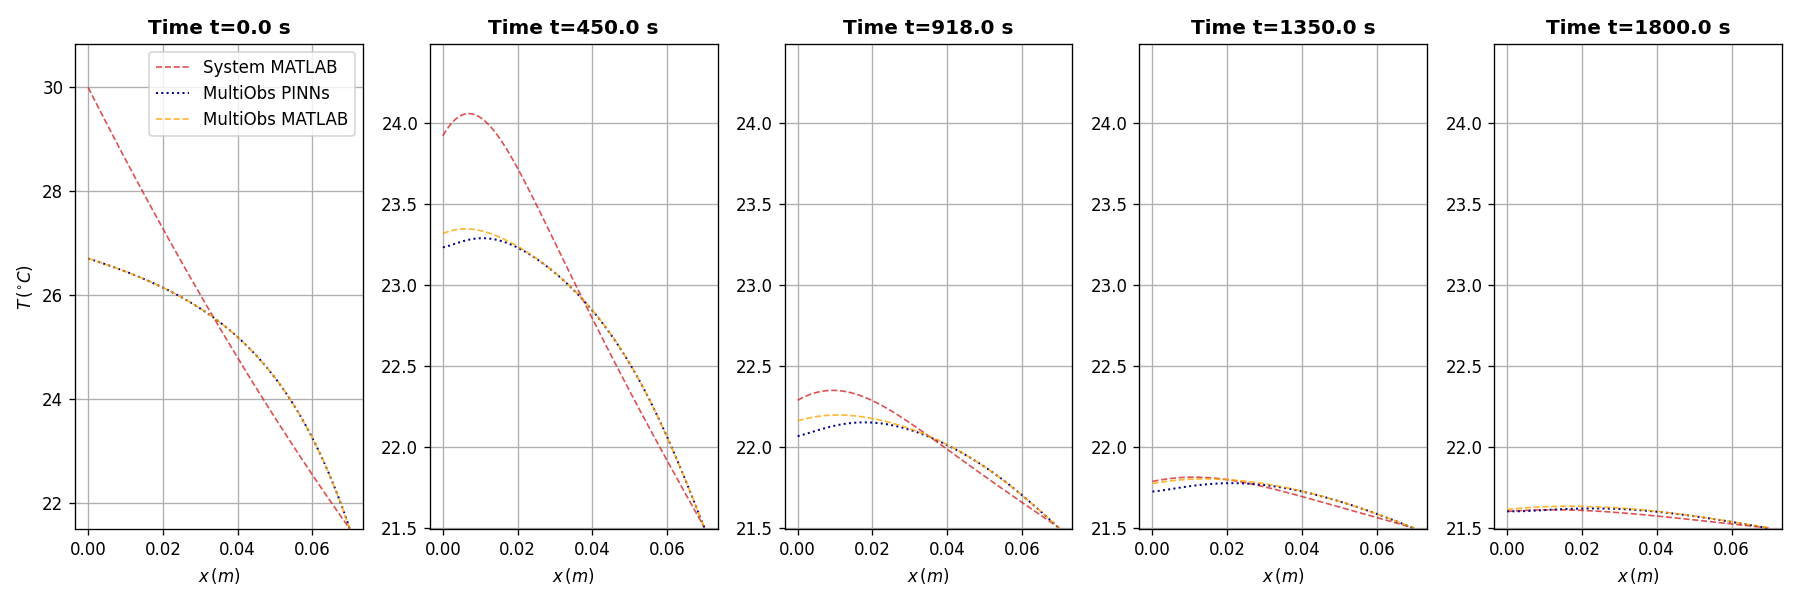 Time t=0.0 s
System MATLAB
MultiObs PINNs
MultiObs MATLAB
30
28
26
24
22
T(°C)
0.00 0.02 0.04 0.06
x (m)
Time t=450.0 s
24.0
23.5
23.0
22.5
22.0
21.5
0.00 0.02 0.04 0.06
x (m)
Time t=918.0 s
24.0
23.5
23.0
22.5
22.0
21.5
0.00 0.02 0.04 0.06
x (m)
Time t=1350.0 s
24.0
23.5
23.0
22.5
22.0
21.5
0.00 0.02 0.04 0.06
x (m)
Time t=1800.0 s
24.0
23.5
23.0
22.5
22.0
21.5
0.00 0.02 0.04 0.06
x (m)